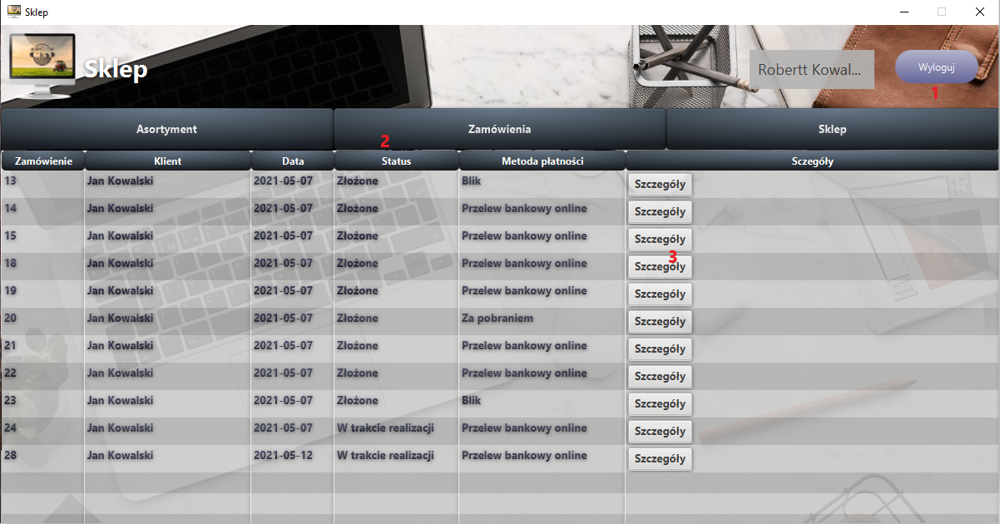 Sklep
Sklep
Robertt Kowal...
Wyloguj
1
Asortyment Zamówienia Sklep
2
Zamówienie Klient Data Status Metoda płatności Sczegóły
13 Jan Kowalski 2021-05-07 Złożone Blik Szczegóły
14 Jan Kowalski 2021-05-07 Złożone Przelew bankowy online Szczegóły
15 Jan Kowalski 2021-05-07 Złożone Przelew bankowy online Szczegóły
3
18 Jan Kowalski 2021-05-07 Złożone Przelew bankowy online Szczegóły
19 Jan Kowalski 2021-05-07 Złożone Przelew bankowy online Szczegóły
20 Jan Kowalski 2021-05-07 Złożone Za pobraniem Szczegóły
21 Jan Kowalski 2021-05-07 Złożone Przelew bankowy online Szczegóły
22 Jan Kowalski 2021-05-07 Złożone Przelew bankowy online Szczegóły
23 Jan Kowalski 2021-05-07 Złożone Blik Szczegóły
24 Jan Kowalski 2021-05-07 W trakcie realizacji Przelew bankowy online Szczegóły
28 Jan Kowalski 2021-05-12 W trakcie realizacji Przelew bankowy online Szczegóły